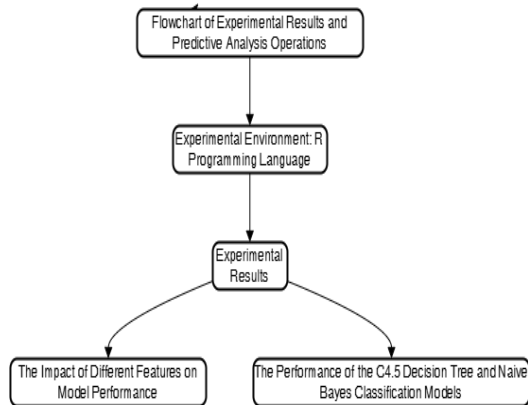 Flowchart of Experimental Results and
Predictive Analysis Operations
Experimental Environment: R
Programming Language
Experimental
Results
The Impact of Different Features on
Model Performance
The Performance of the C4.5 Decision Tree and Naive
Bayes Classification Models